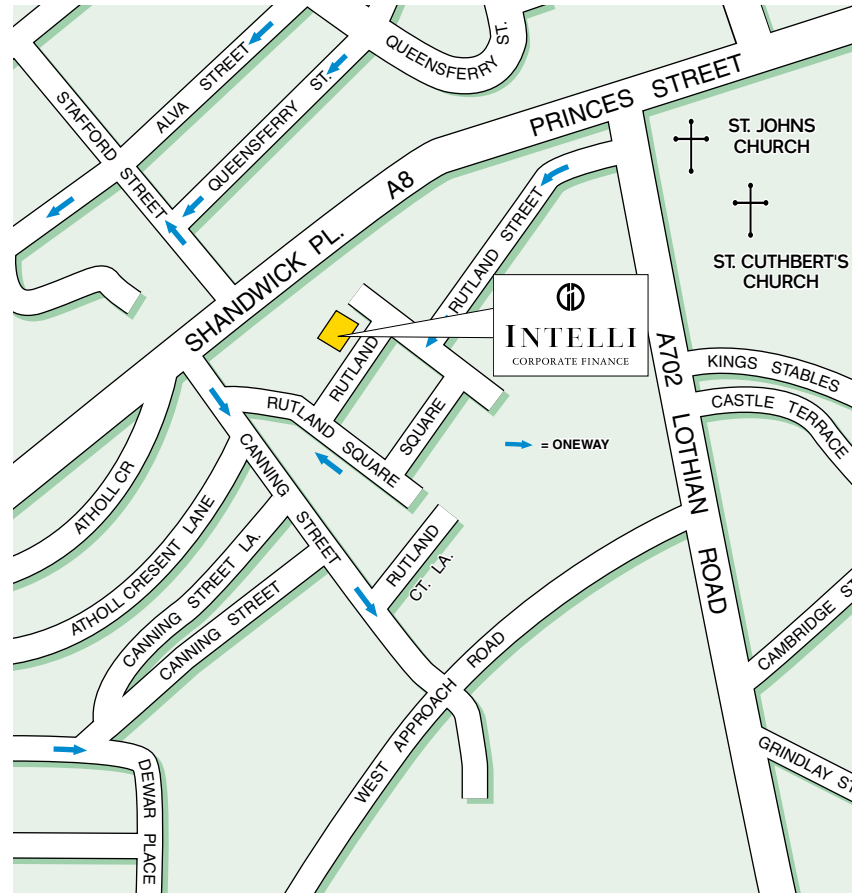 QUEENSFERRY ST.
ALVA STREET
STAFFORD STREET
QUEENSFERRY ST.
PRINCES STREET
ST. JOHNS
CHURCH
ST. CUTHBERT'S
CHURCH
A8
SHANDWICK PL.
RUTLAND STREET
INTELLI
CORPORATE FINANCE
RUTLAND
SQUARE
RUTLAND SQUARE
= ONEWAY
A702 LOTHIAN ROAD
KINGS STABLES
CASTLE TERRACE
ATHOLL CR
ATHOLL CRESENT LANE
CANNING STREET
CANNING STREET LA.
CANNING STREET
RUTLAND
CT. LA.
WEST APPROACH ROAD
CAMBRIDGE ST
GRINDLAY ST
DEWAR PLACE